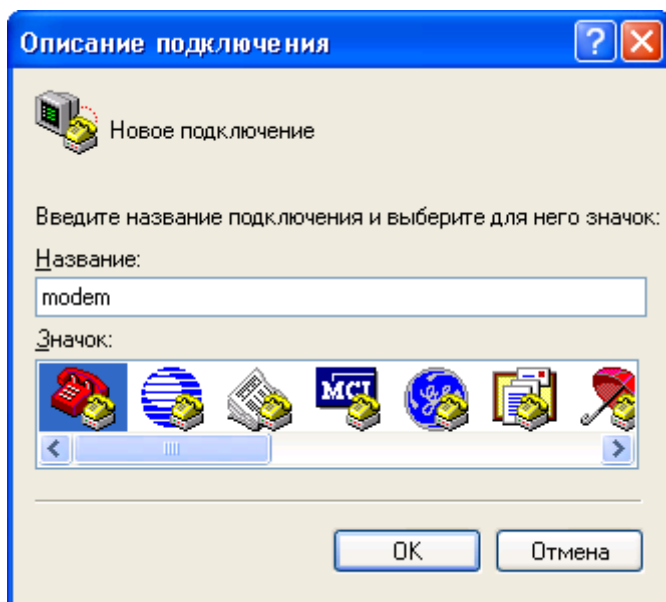 Описание подключения
Новое подключение
Введите название подключения и выберите для него значок:
Название:
modem
Значок:
MCI
OK
Отмена